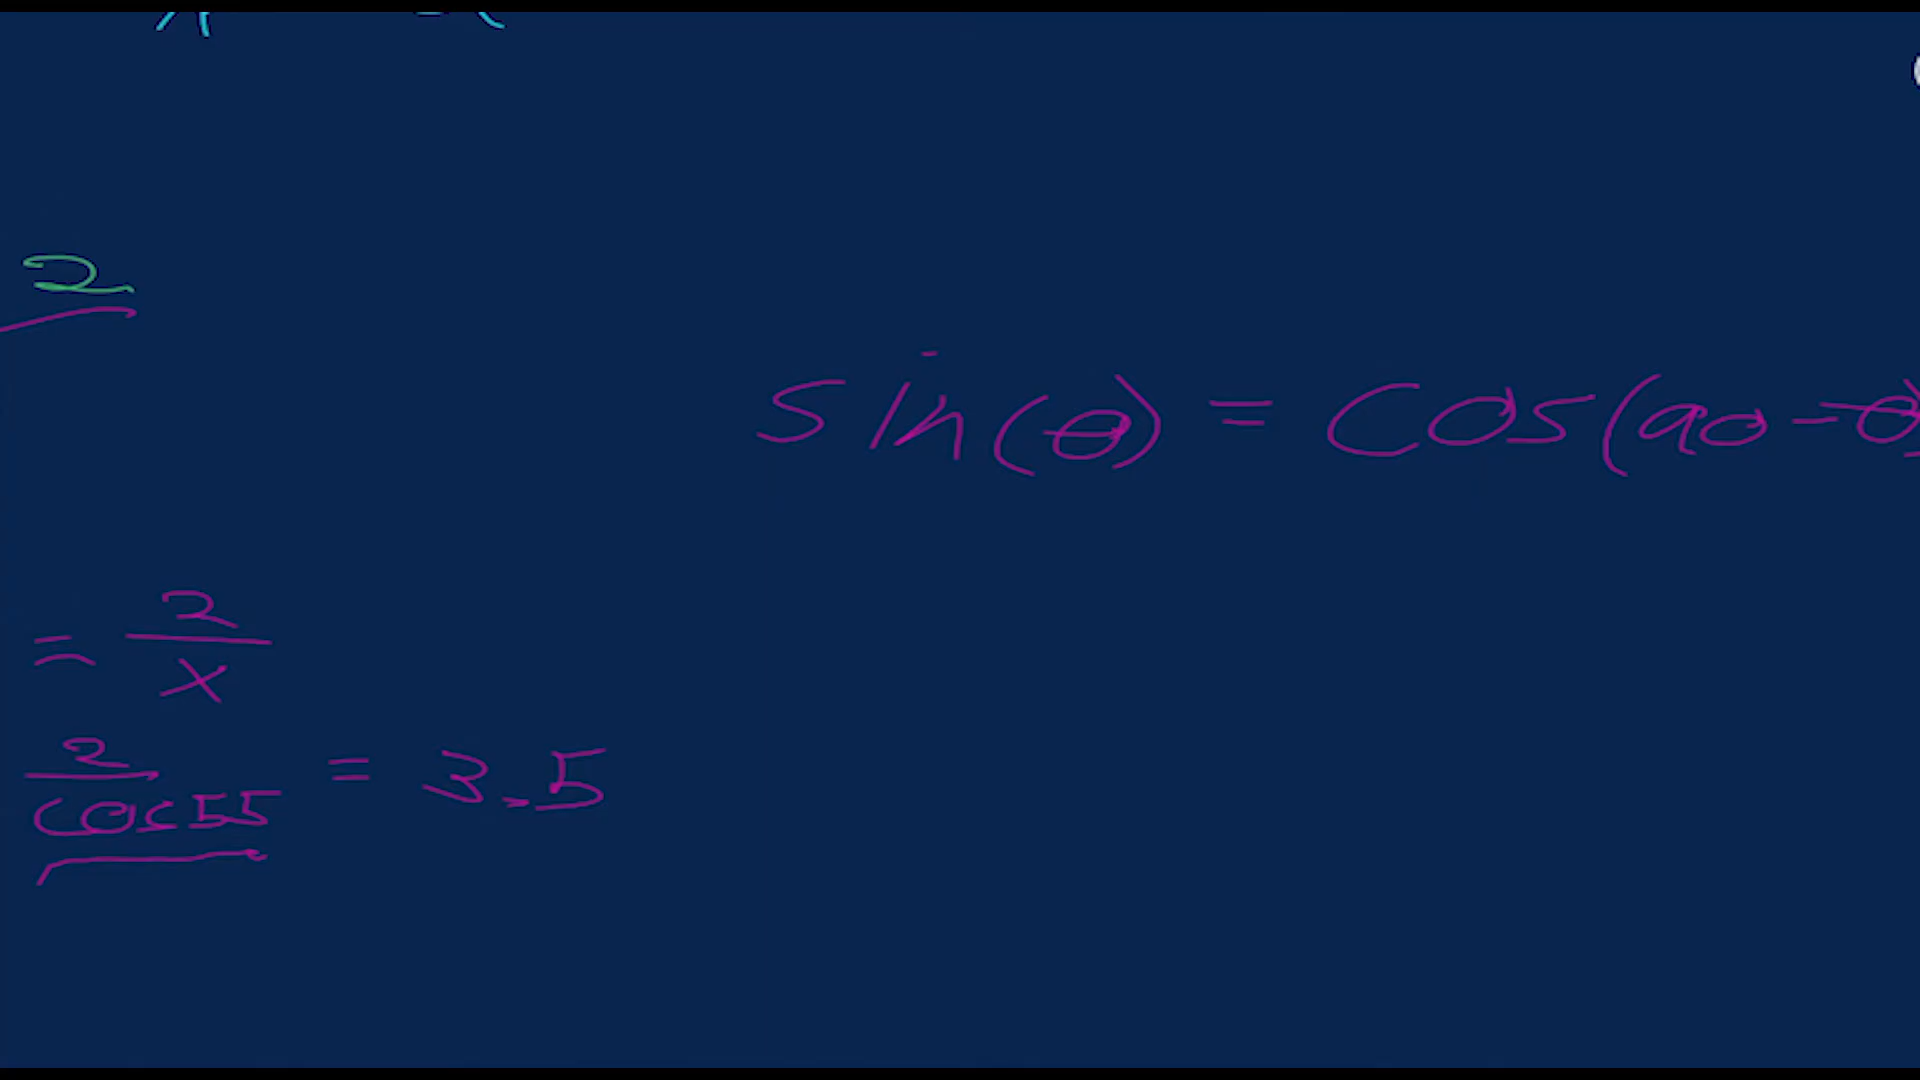 2
sin(θ) = cos(90-θ)
= 2/x
2/cos55 = 3.5